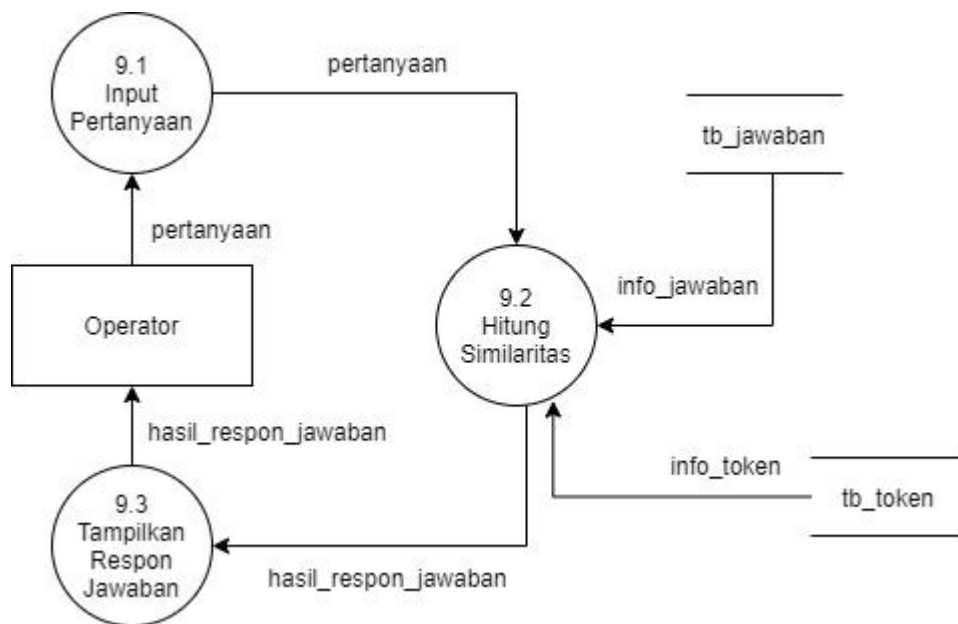 9.1
Input
Pertanyaan
pertanyaan
tb_jawaban
pertanyaan
info_jawaban
9.2
Hitung
Similaritas
Operator
hasil_respon_jawaban
info_token
tb_token
9.3
Tampilkan
Respon
Jawaban
hasil_respon_jawaban